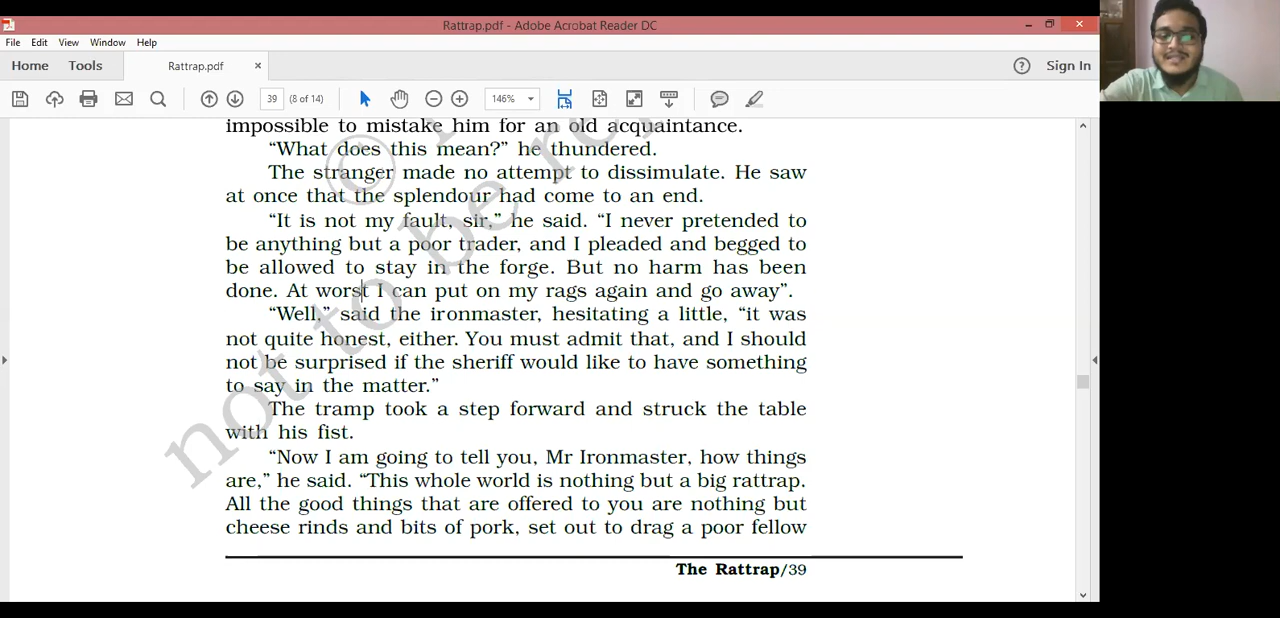 Rattrap.pdf - Adobe Acrobat Reader DC
File Edit View Window Help
Home Tools Rattrap.pdf × ? Sign In
39 (8 of 14) 146%
impossible to mistake him for an old acquaintance.
“What does this mean?” he thundered.
The stranger made no attempt to dissimulate. He saw
at once that the splendour had come to an end.
“It is not my fault, sir,” he said. “I never pretended to
be anything but a poor trader, and I pleaded and begged to
be allowed to stay in the forge. But no harm has been
done. At worst I can put on my rags again and go away”.
“Well,” said the ironmaster, hesitating a little, “it was
not quite honest, either. You must admit that, and I should
not be surprised if the sheriff would like to have something
to say in the matter.”
The tramp took a step forward and struck the table
with his fist.
“Now I am going to tell you, Mr Ironmaster, how things
are,” he said. “This whole world is nothing but a big rattrap.
All the good things that are offered to you are nothing but
cheese rinds and bits of pork, set out to drag a poor fellow
The Rattrap/39
©
not to be